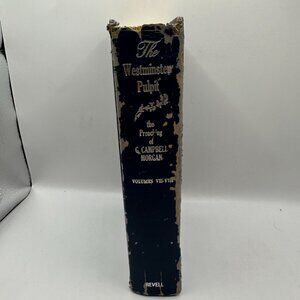 The
Westminster
Pulpit
the
Preaching
of
G. CAMPBELL
MORGAN
VOLUMES VII-VIII
REVELL